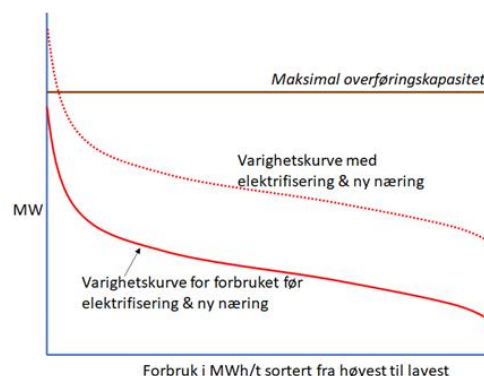 Maksimal overføringskapasitet
Varighetskurve med
elektrifisering & ny næring
MW
Varighetskurve for forbruket før
elektrifisering & ny næring
Forbruk i MWh/t sortert fra høyest til lavest